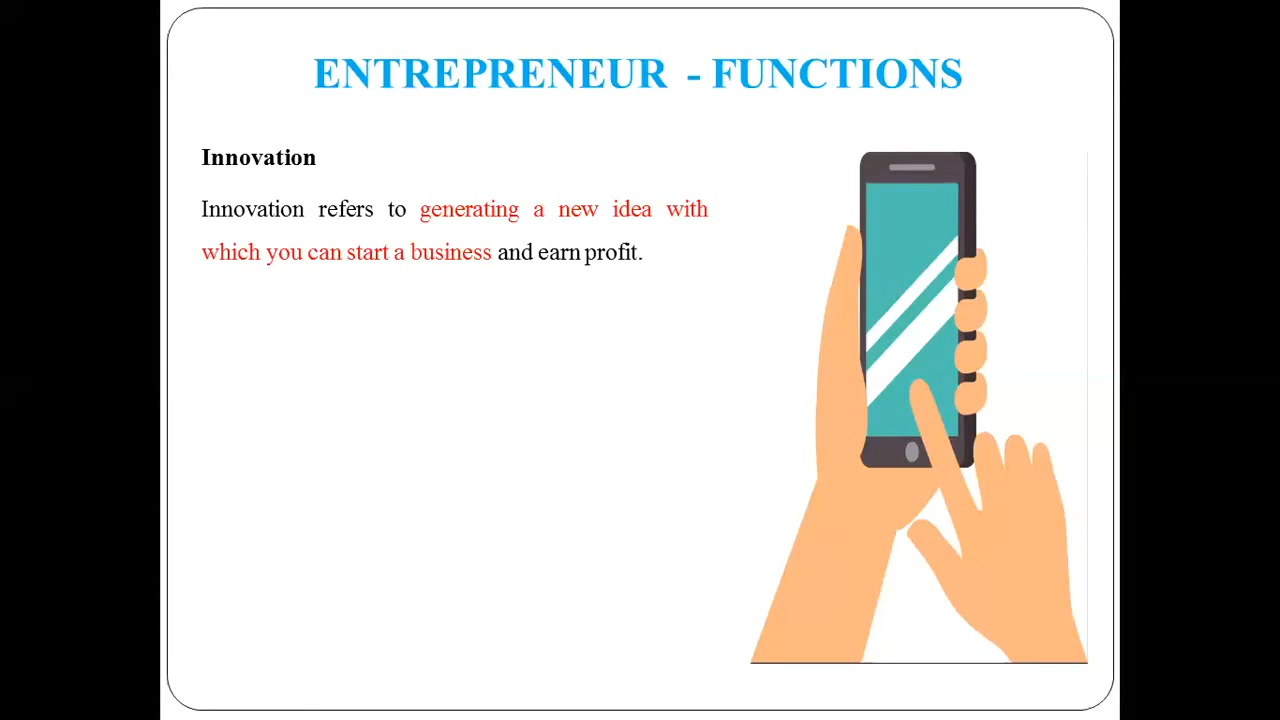 ENTREPRENEUR - FUNCTIONS
Innovation
Innovation refers to generating a new idea with
which you can start a business and earn profit.